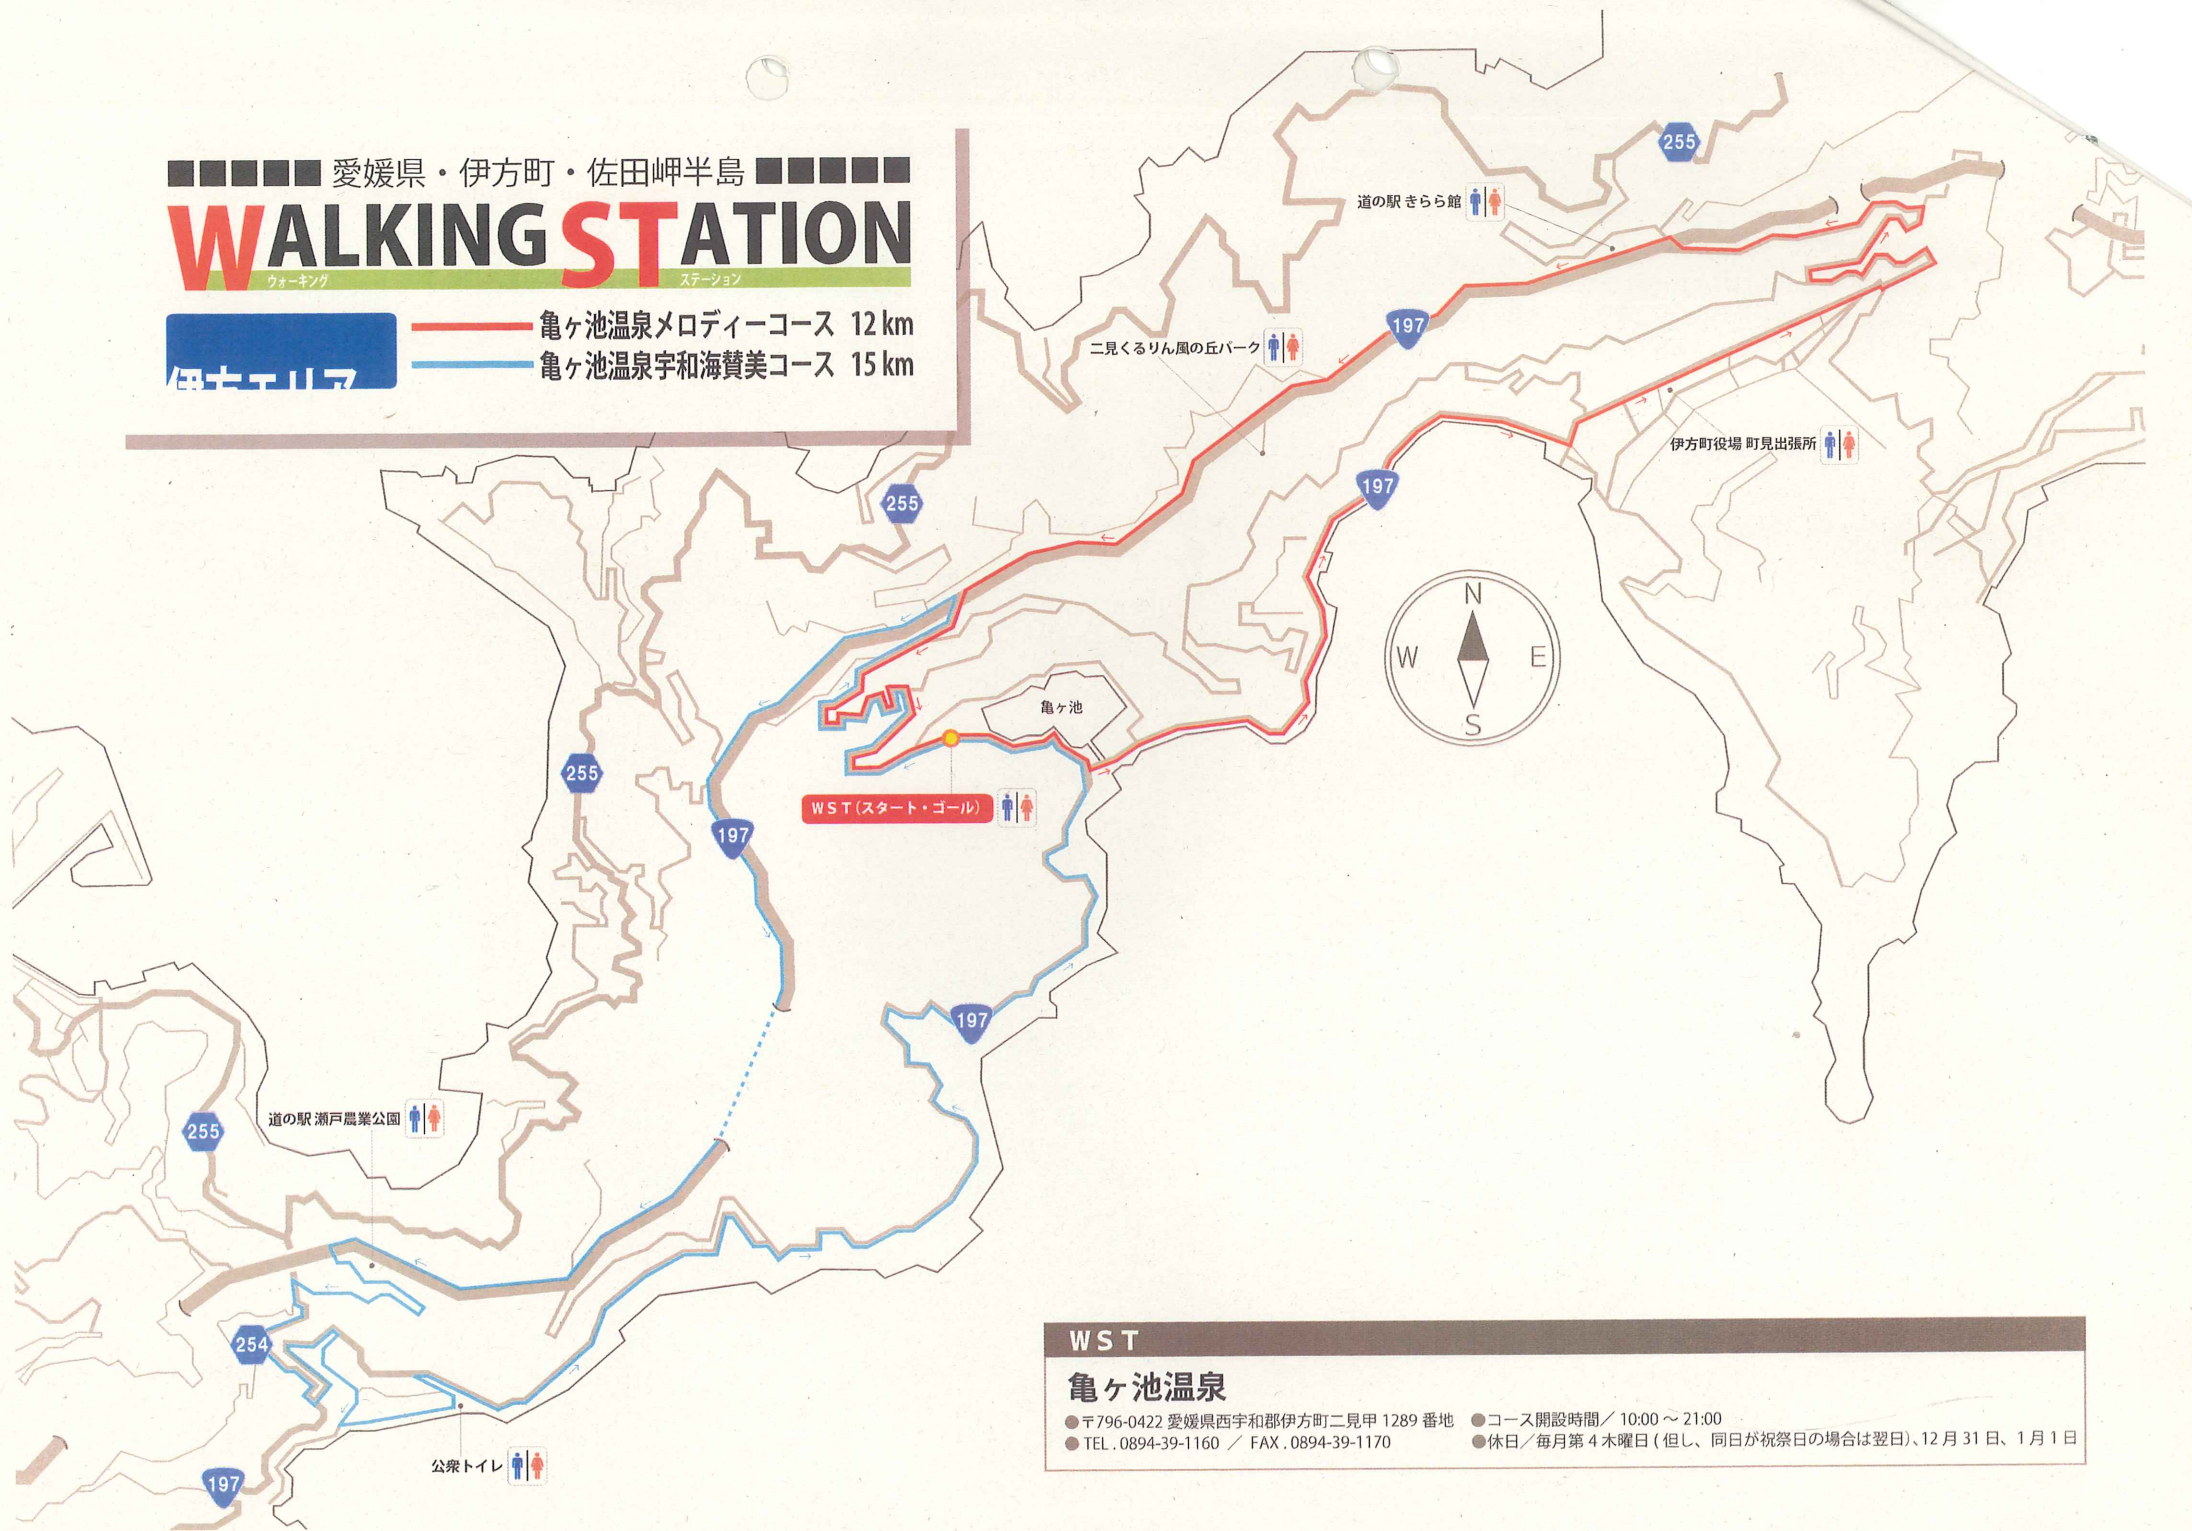 愛媛県・伊方町・佐田岬半島
WALKING STATION
ウォーキング ステーション
亀ヶ池温泉メロディーコース 12km
亀ヶ池温泉宇和海賛美コース 15km
伊方エリア
255
道の駅 きらら館
197
二見くるりん風の丘パーク
伊方町役場 町見出張所
197
255
N
W E
S
亀ヶ池
255
WST(スタート・ゴール)
197
197
道の駅 瀬戸農業公園
255
254
公衆トイレ
197
WST
亀ヶ池温泉
●〒796-0422 愛媛県西宇和郡伊方町二見甲 1289 番地
●TEL . 0894-39-1160 ／ FAX . 0894-39-1170
●コース開設時間／ 10:00 ～ 21:00
●休日／毎月第 4 木曜日 ( 但し、同日が祝祭日の場合は翌日)、12 月 31 日、1 月 1 日